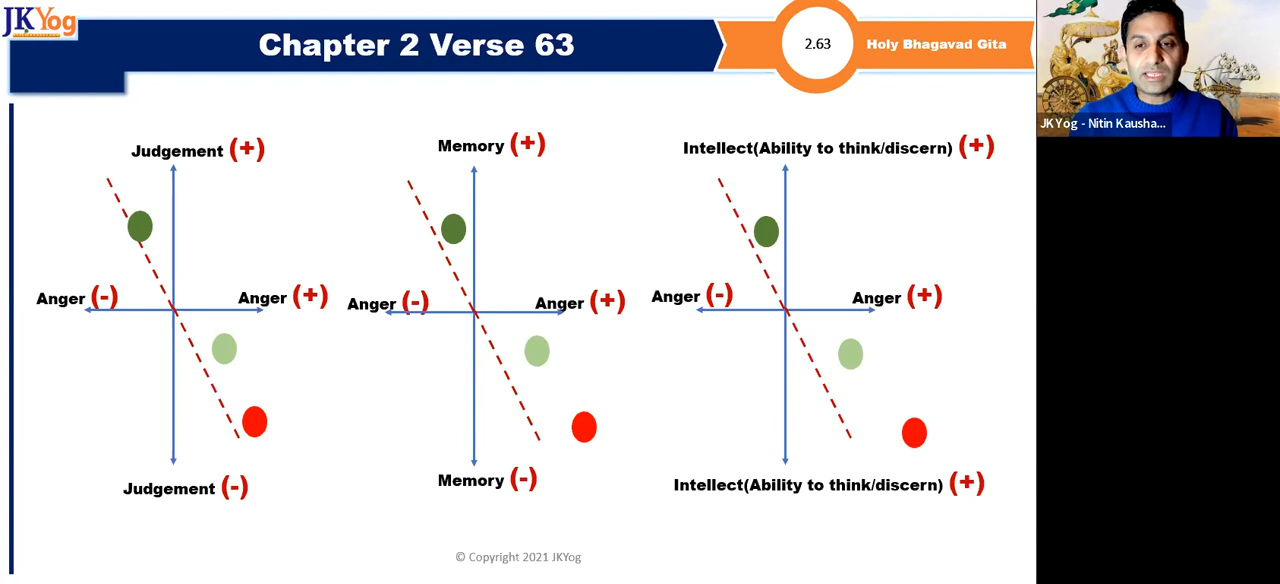 JKYog
Chapter 2 Verse 63
2.63
Holy Bhagavad Gita
JKYog - Nitin Kausha...
Judgement (+)
Memory (+)
Intellect(Ability to think/discern) (+)
Anger (-)
Anger (+)
Anger (-)
Anger (+)
Anger (-)
Anger (+)
Judgement (-)
Memory (-)
Intellect(Ability to think/discern) (+)
© Copyright 2021 JKYog